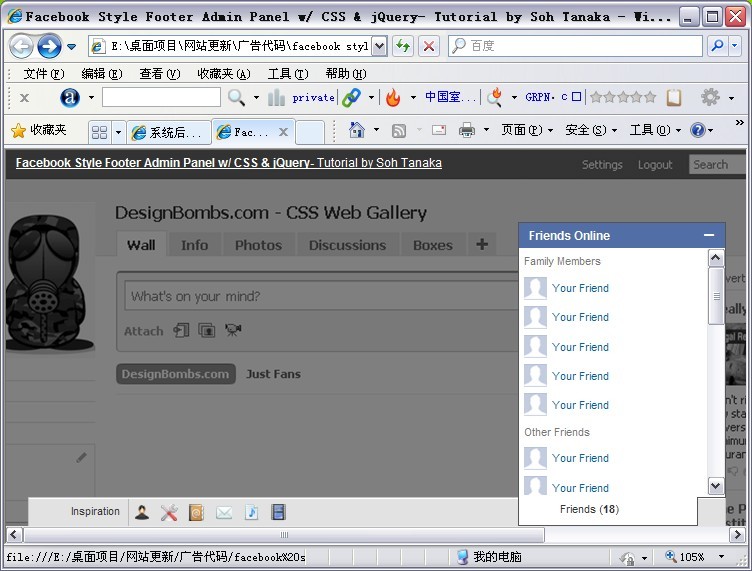 Facebook Style Footer Admin Panel w/ CSS & jQuery- Tutorial by Soh Tanaka - Wi...
E:\桌面项目\网站更新\广告代码\facebook styl
百度
文件(F) 编辑(E) 查看(V) 收藏夹(A) 工具(T) 帮助(H)
private
中国室...
GRPN- C
收藏夹
系统后...
Fac...
页面(P) 安全(S) 工具(O)
Facebook Style Footer Admin Panel w/ CSS & jQuery- Tutorial by Soh Tanaka
Settings Logout Search
DesignBombs.com - CSS Web Gallery
Wall Info Photos Discussions Boxes +
What's on your mind?
Attach
DesignBombs.com Just Fans
Friends Online
Family Members
Your Friend
Your Friend
Your Friend
Your Friend
Your Friend
Other Friends
Your Friend
Your Friend
Friends (18)
Inspiration
file:///E:/桌面项目/网站更新/广告代码/facebook%20s
我的电脑
105%